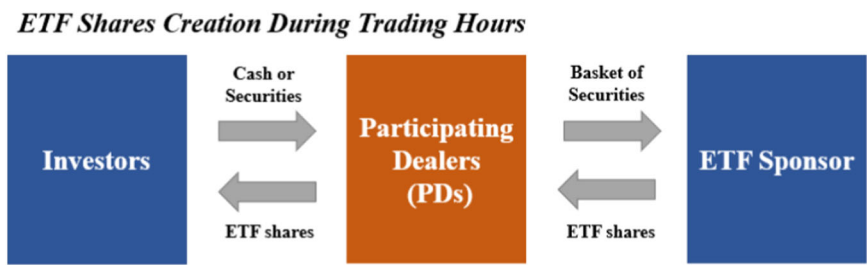 ETF Shares Creation During Trading Hours
Investors
Cash or
Securities
ETF shares
Participating
Dealers
(PDs)
Basket of
Securities
ETF shares
ETF Sponsor